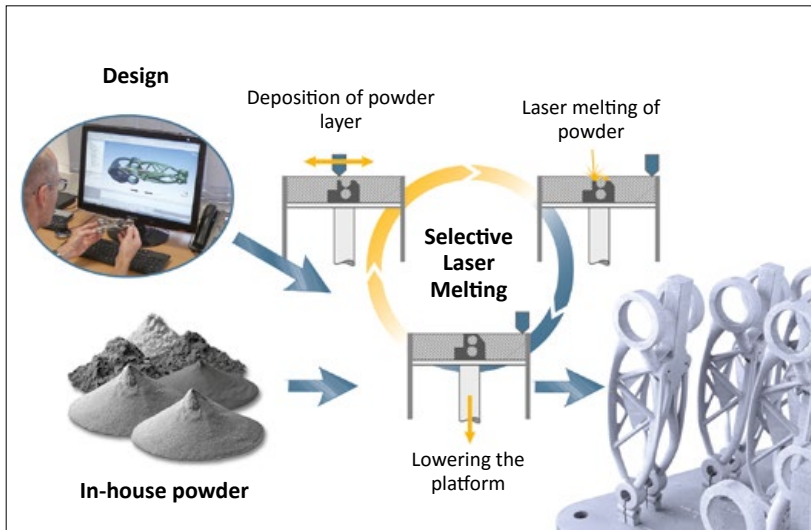 Design
Deposition of powder
layer
Laser melting of
powder
Selective
Laser
Melting
In-house powder
Lowering the
platform